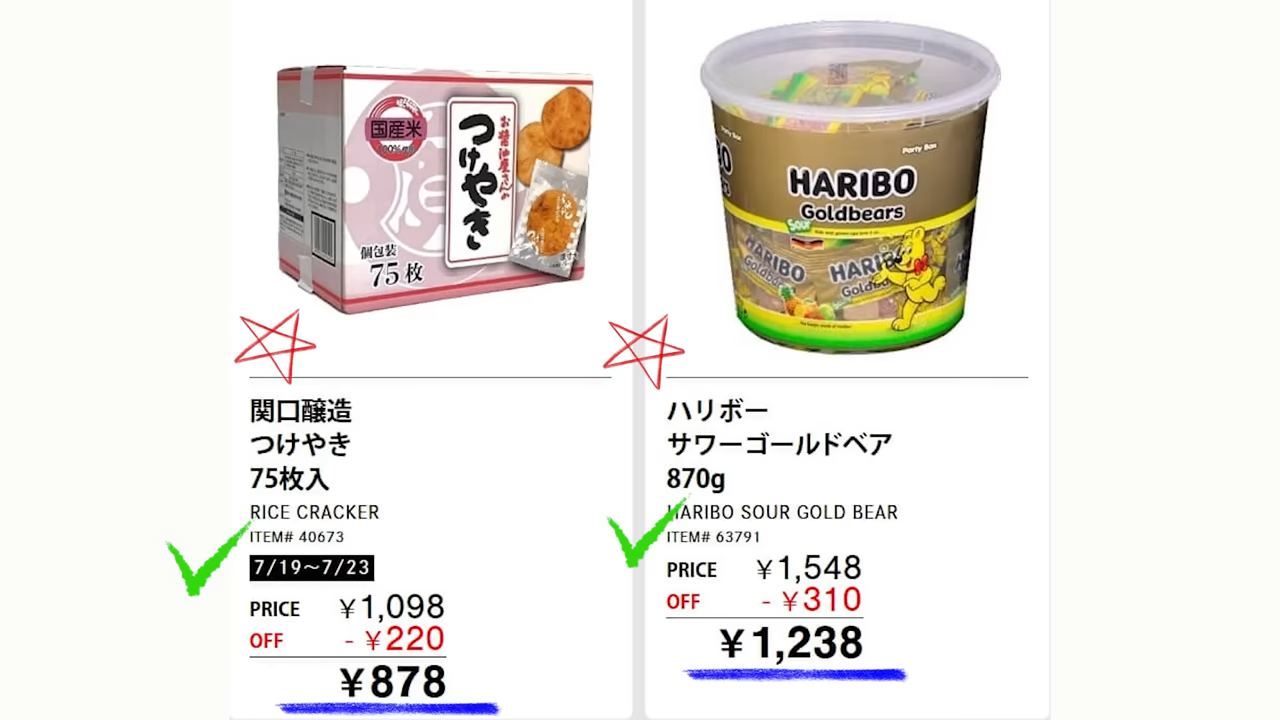 国産米
100%使用
お醤油屋さんの
つけやき
個包装
75枚
関口醸造
つけやき
75枚入
RICE CRACKER
ITEM# 40673
7/19～7/23
PRICE ¥1,098
OFF - ¥220
¥878
Party Box
Party Box
HARIBO
Goldbears
Sour
HARIBO
Goldbears
ハリボー
サワーゴールドベア
870g
HARIBO SOUR GOLD BEAR
ITEM# 63791
PRICE ¥1,548
OFF - ¥310
¥1,238